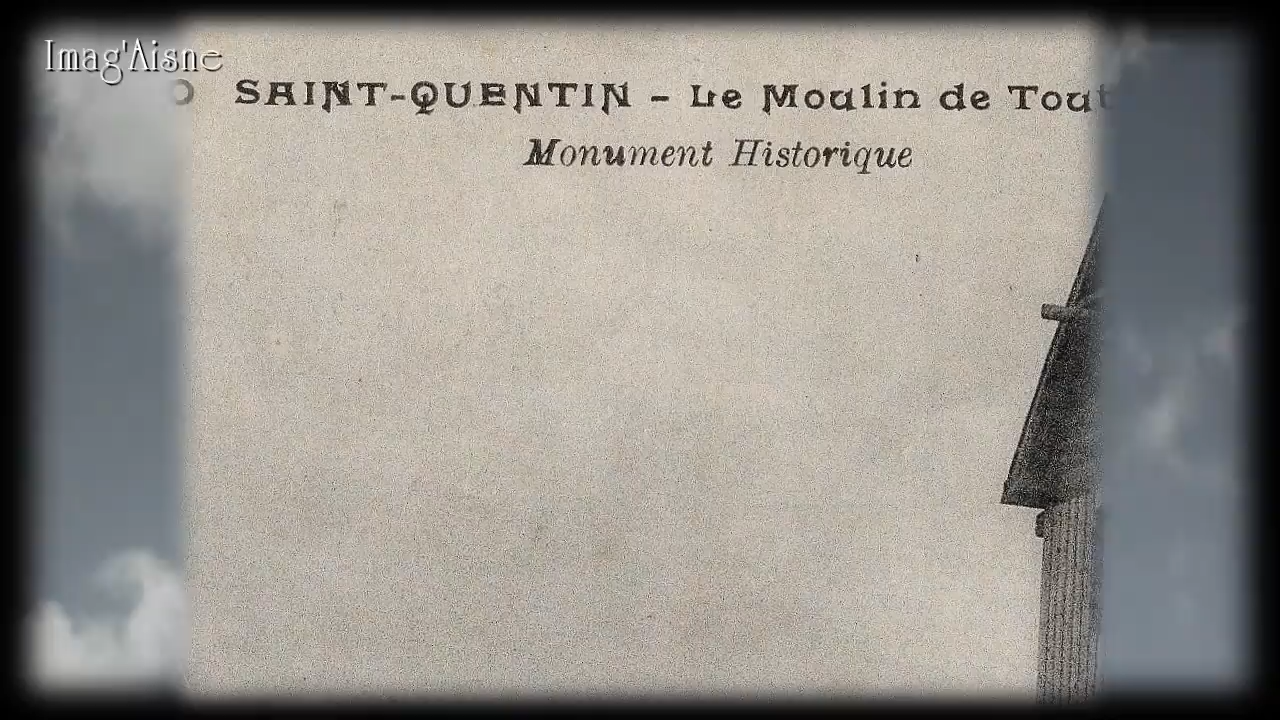 Imag'Aisne
SAINT-QUENTIN - Le Moulin de Tout
Monument Historique